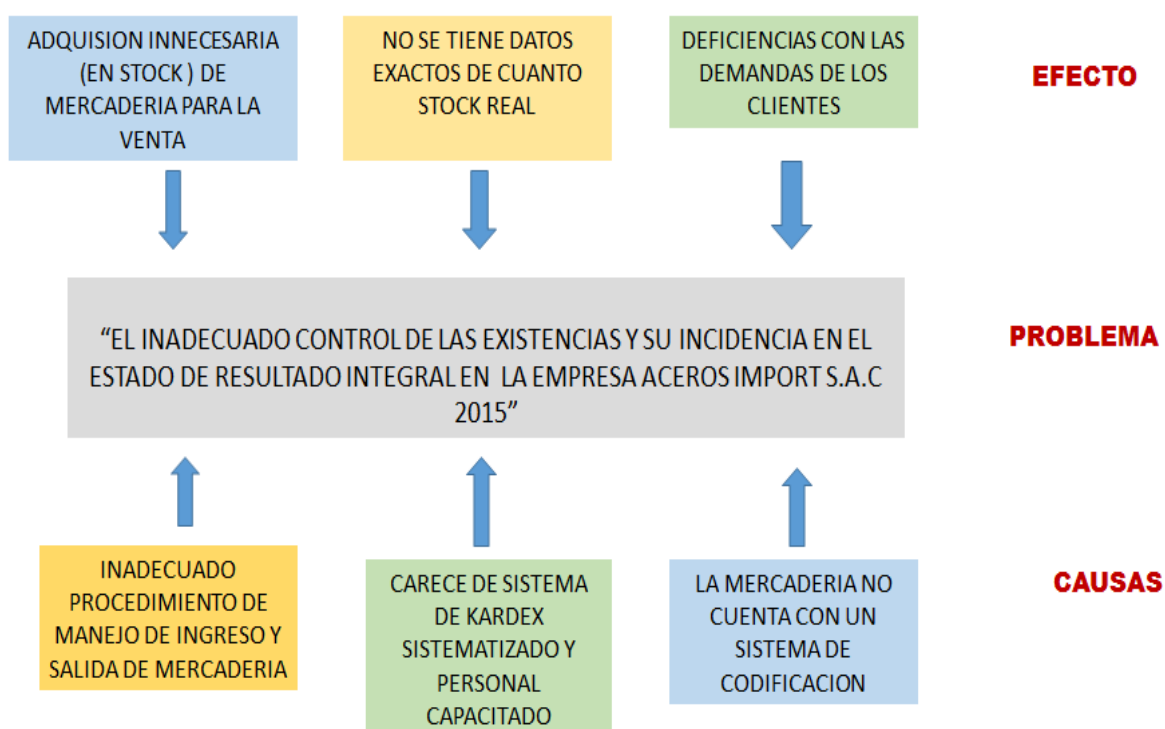 ADQUISION INNECESARIA
(EN STOCK ) DE
MERCADERIA PARA LA
VENTA
NO SE TIENE DATOS
EXACTOS DE CUANTO
STOCK REAL
DEFICIENCIAS CON LAS
DEMANDAS DE LOS
CLIENTES
EFECTO
“EL INADECUADO CONTROL DE LAS EXISTENCIAS Y SU INCIDENCIA EN EL
ESTADO DE RESULTADO INTEGRAL EN LA EMPRESA ACEROS IMPORT S.A.C
2015”
PROBLEMA
INADECUADO
PROCEDIMIENTO DE
MANEJO DE INGRESO Y
SALIDA DE MERCADERIA
CARECE DE SISTEMA
DE KARDEX
SISTEMATIZADO Y
PERSONAL
CAPACITADO
LA MERCADERIA NO
CUENTA CON UN
SISTEMA DE
CODIFICACION
CAUSAS